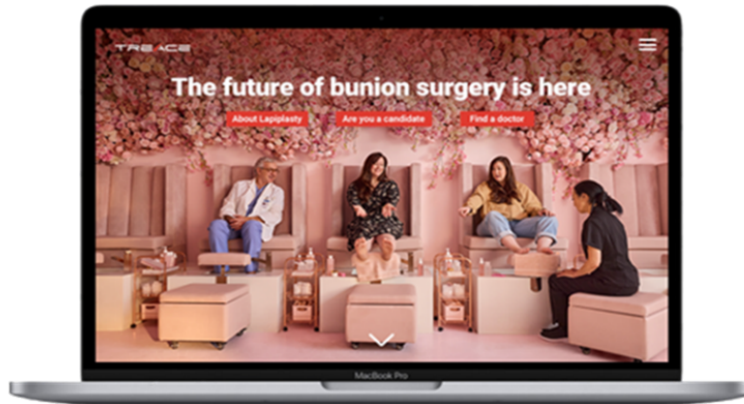 TREACE
The future of bunion surgery is here
About Lapiplasty
Are you a candidate
Find a doctor
MacBook Pro